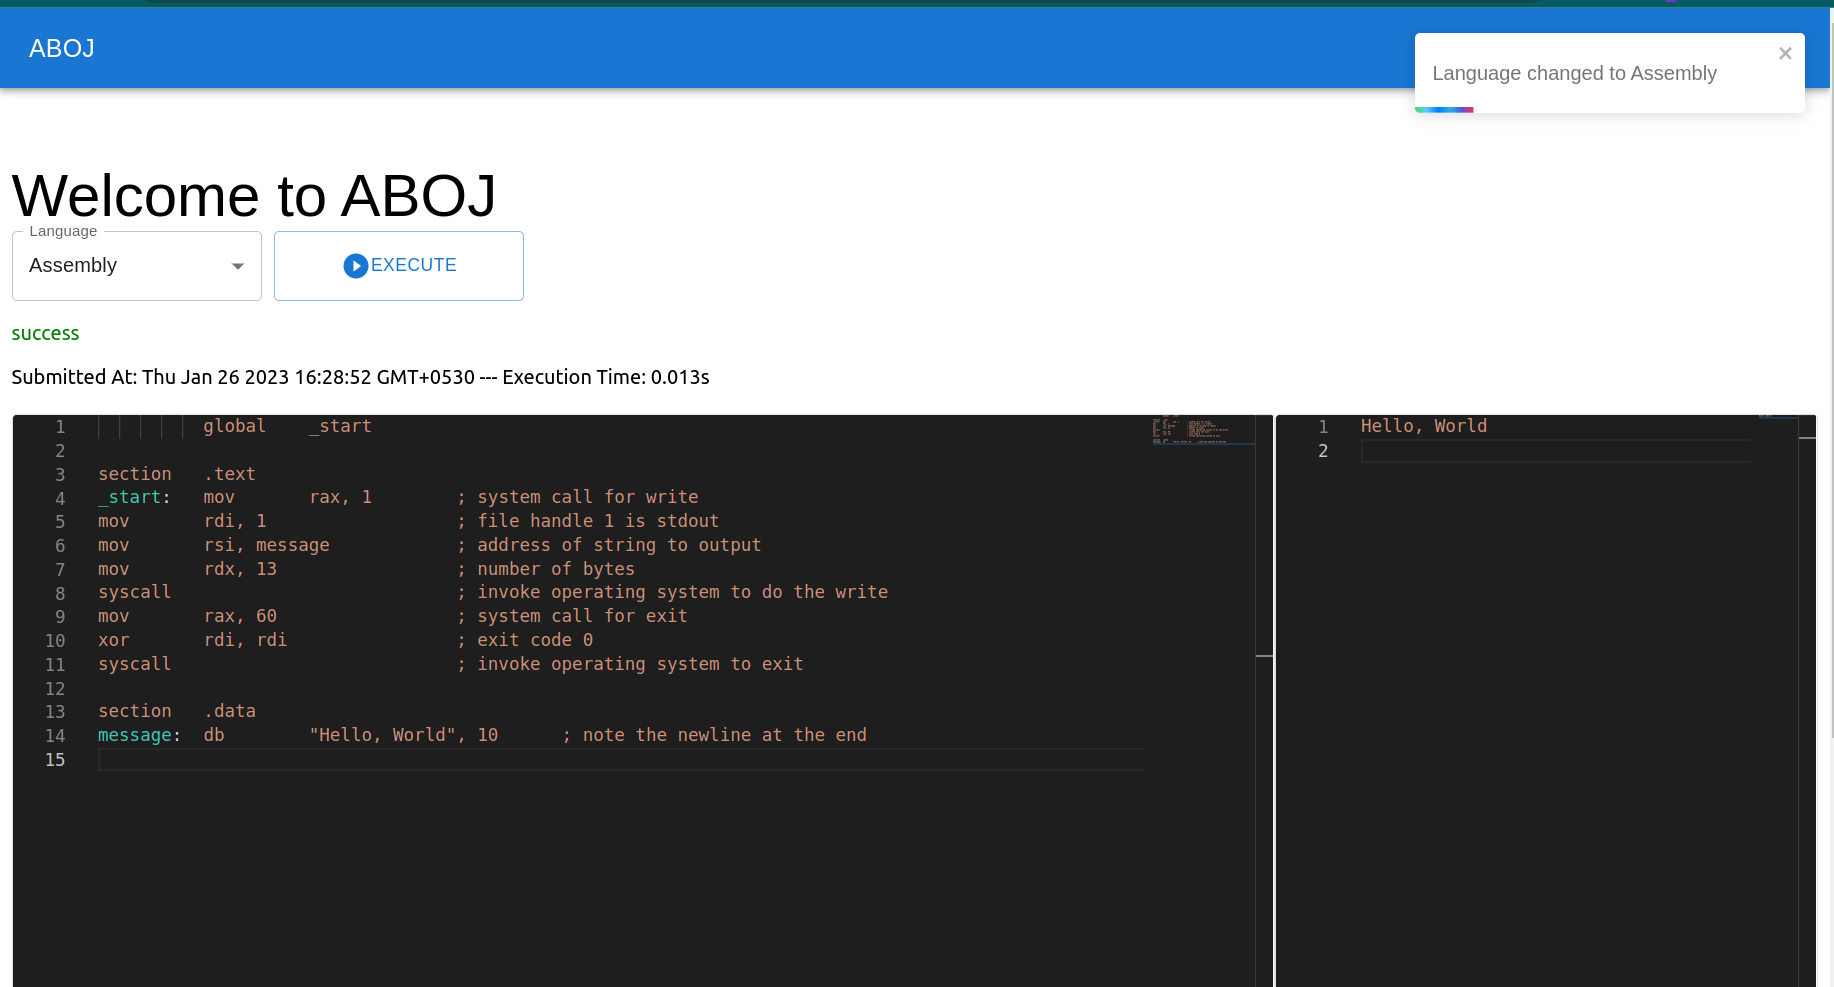 ABOJ
Language changed to Assembly
Welcome to ABOJ
Language
Assembly
EXECUTE
success
Submitted At: Thu Jan 26 2023 16:28:52 GMT+0530 --- Execution Time: 0.013s
1 global _start
2
3 section .text
4 _start: mov rax, 1 ; system call for write
5 mov rdi, 1 ; file handle 1 is stdout
6 mov rsi, message ; address of string to output
7 mov rdx, 13 ; number of bytes
8 syscall ; invoke operating system to do the write
9 mov rax, 60 ; system call for exit
10 xor rdi, rdi ; exit code 0
11 syscall ; invoke operating system to exit
12
13 section .data
14 message: db "Hello, World", 10 ; note the newline at the end
15
1 Hello, World
2